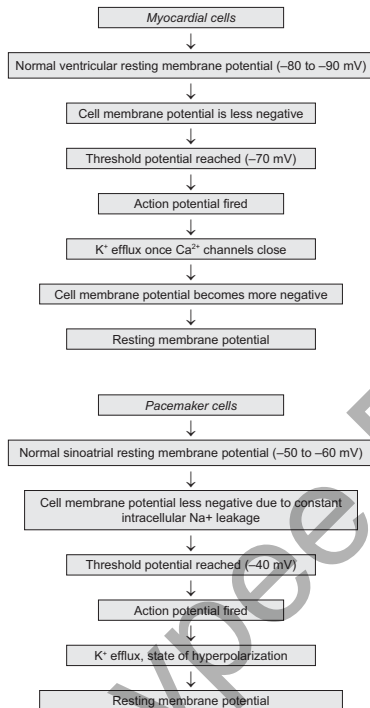 Myocardial cells
Normal ventricular resting membrane potential (–80 to –90 mV)
Cell membrane potential is less negative
Threshold potential reached (–70 mV)
Action potential fired
K⁺ efflux once Ca²⁺ channels close
Cell membrane potential becomes more negative
Resting membrane potential
Pacemaker cells
Normal sinoatrial resting membrane potential (–50 to –60 mV)
Cell membrane potential less negative due to constant
intracellular Na+ leakage
Threshold potential reached (–40 mV)
Action potential fired
K⁺ efflux, state of hyperpolarization
Resting membrane potential